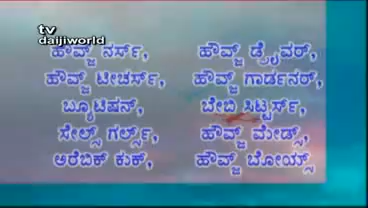 tv
daijiworld
ಹೌವ್ಜ್ ನರ್ಸ್, ಹೌವ್ಜ್ ಡ್ರೈವರ್,
ಹೌವ್ಜ್ ಟೀಚರ್ಸ್, ಹೌವ್ಜ್ ಗಾರ್ಡನರ್,
ಬ್ಯೂಟಿಷನ್, ಬೇಬಿ ಸಿಟ್ಟರ್ಸ್,
ಸೇಲ್ಸ್ ಗರ್ಲ್ಸ್, ಹೌವ್ಜ್ ಮೇಡ್ಸ್,
ಅರೆಬಿಕ್ ಕುಕ್, ಹೌವ್ಜ್ ಬೋಯ್ಸ್